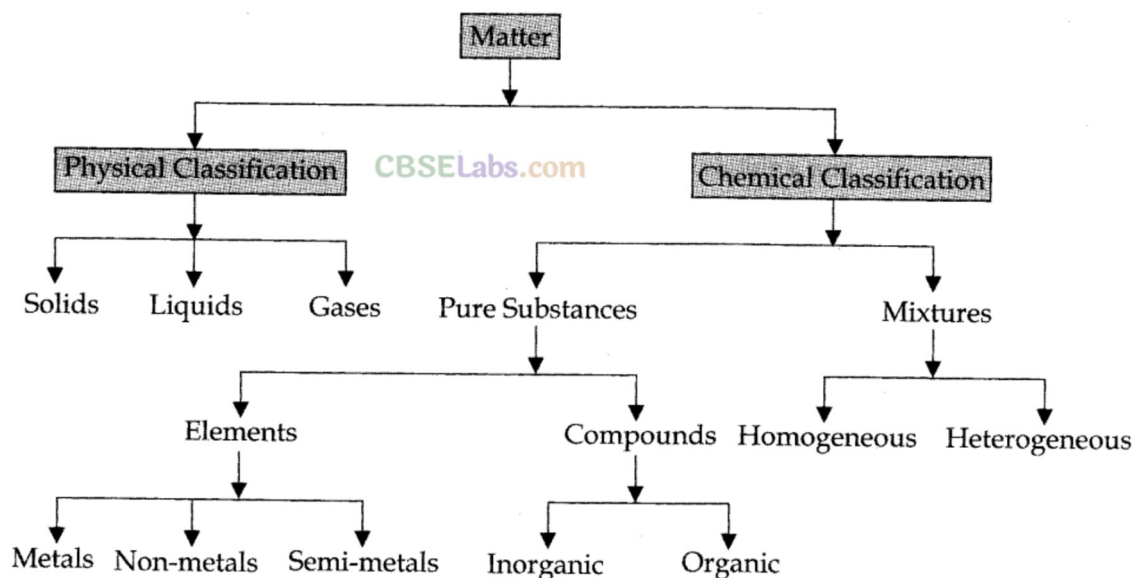 Matter
Physical Classification
CBSELabs.com
Chemical Classification
Solids
Liquids
Gases
Pure Substances
Mixtures
Elements
Compounds
Homogeneous
Heterogeneous
Metals
Non-metals
Semi-metals
Inorganic
Organic